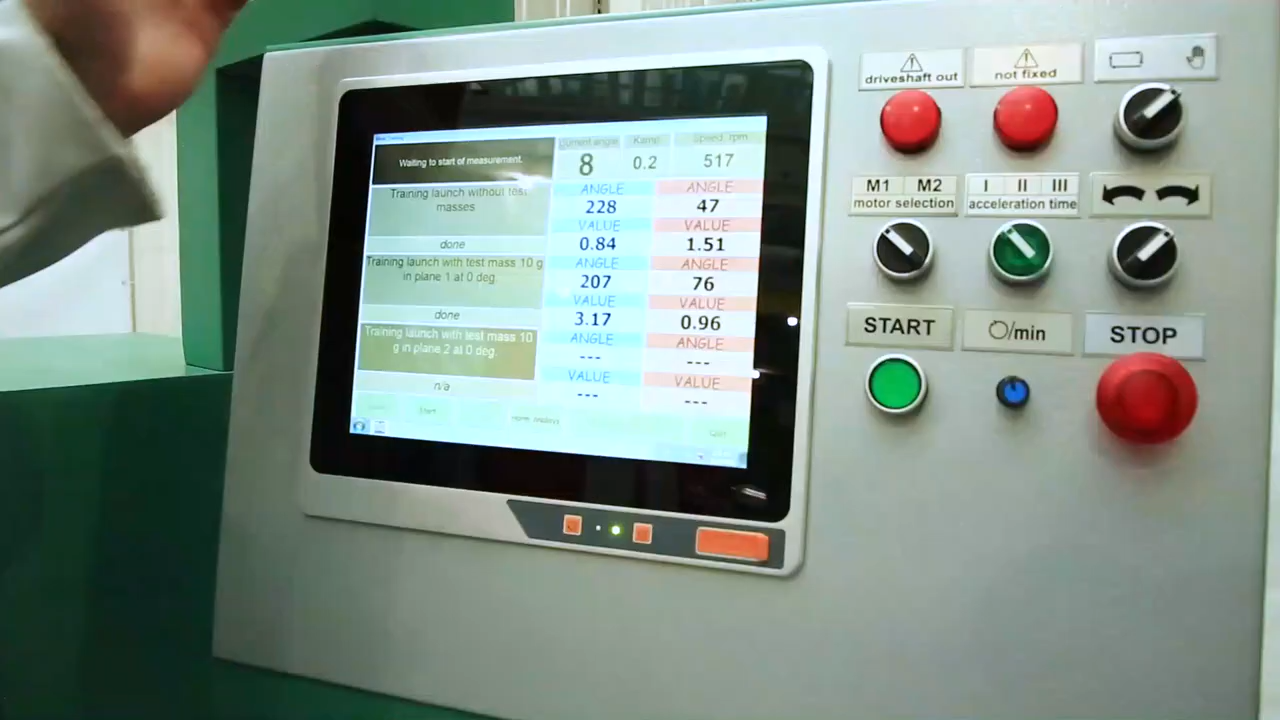 Waiting to start of measurement.
Current angle
8
Kamp
0.2
Speed, rpm
517
Training launch without test
masses
done
ANGLE
228
VALUE
0.84
ANGLE
47
VALUE
1.51
Training launch with test mass 10 g
in plane 1 at 0 deg.
done
ANGLE
207
VALUE
3.17
ANGLE
76
VALUE
0.96
Training launch with test mass 10
g in plane 2 at 0 deg.
n/a
ANGLE
---
VALUE
---
ANGLE
---
VALUE
---
Start
Quit
driveshaft out
not fixed
M1 M2
motor selection
I II III
acceleration time
START
/min
STOP